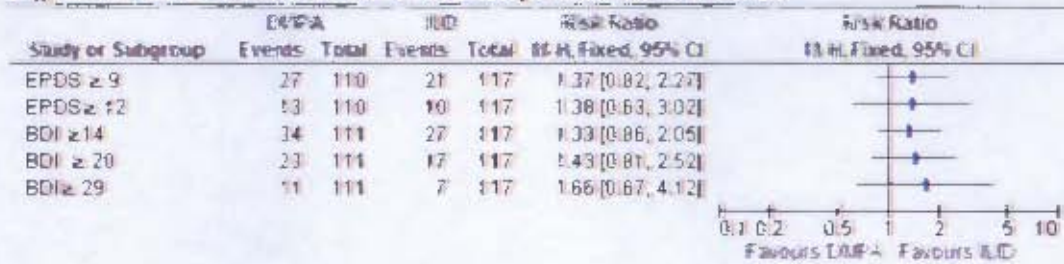 DMPA IUD Risk Ratio Risk Ratio
Study or Subgroup Events Total Events Total M-H, Fixed, 95% CI M-H, Fixed, 95% CI
EPDS ≥ 9 27 110 21 117 1.37 [0.82, 2.27]
EPDS ≥ 12 13 110 10 117 1.38 [0.63, 3.02]
BDI ≥14 34 111 27 117 1.33 [0.86, 2.05]
BDI ≥ 20 23 111 17 117 1.43 [0.81, 2.52]
BDI ≥ 29 11 111 7 117 1.66 [0.67, 4.12]
0.1 0.2 0.5 1 2 5 10
Favours DMPA Favours IUD